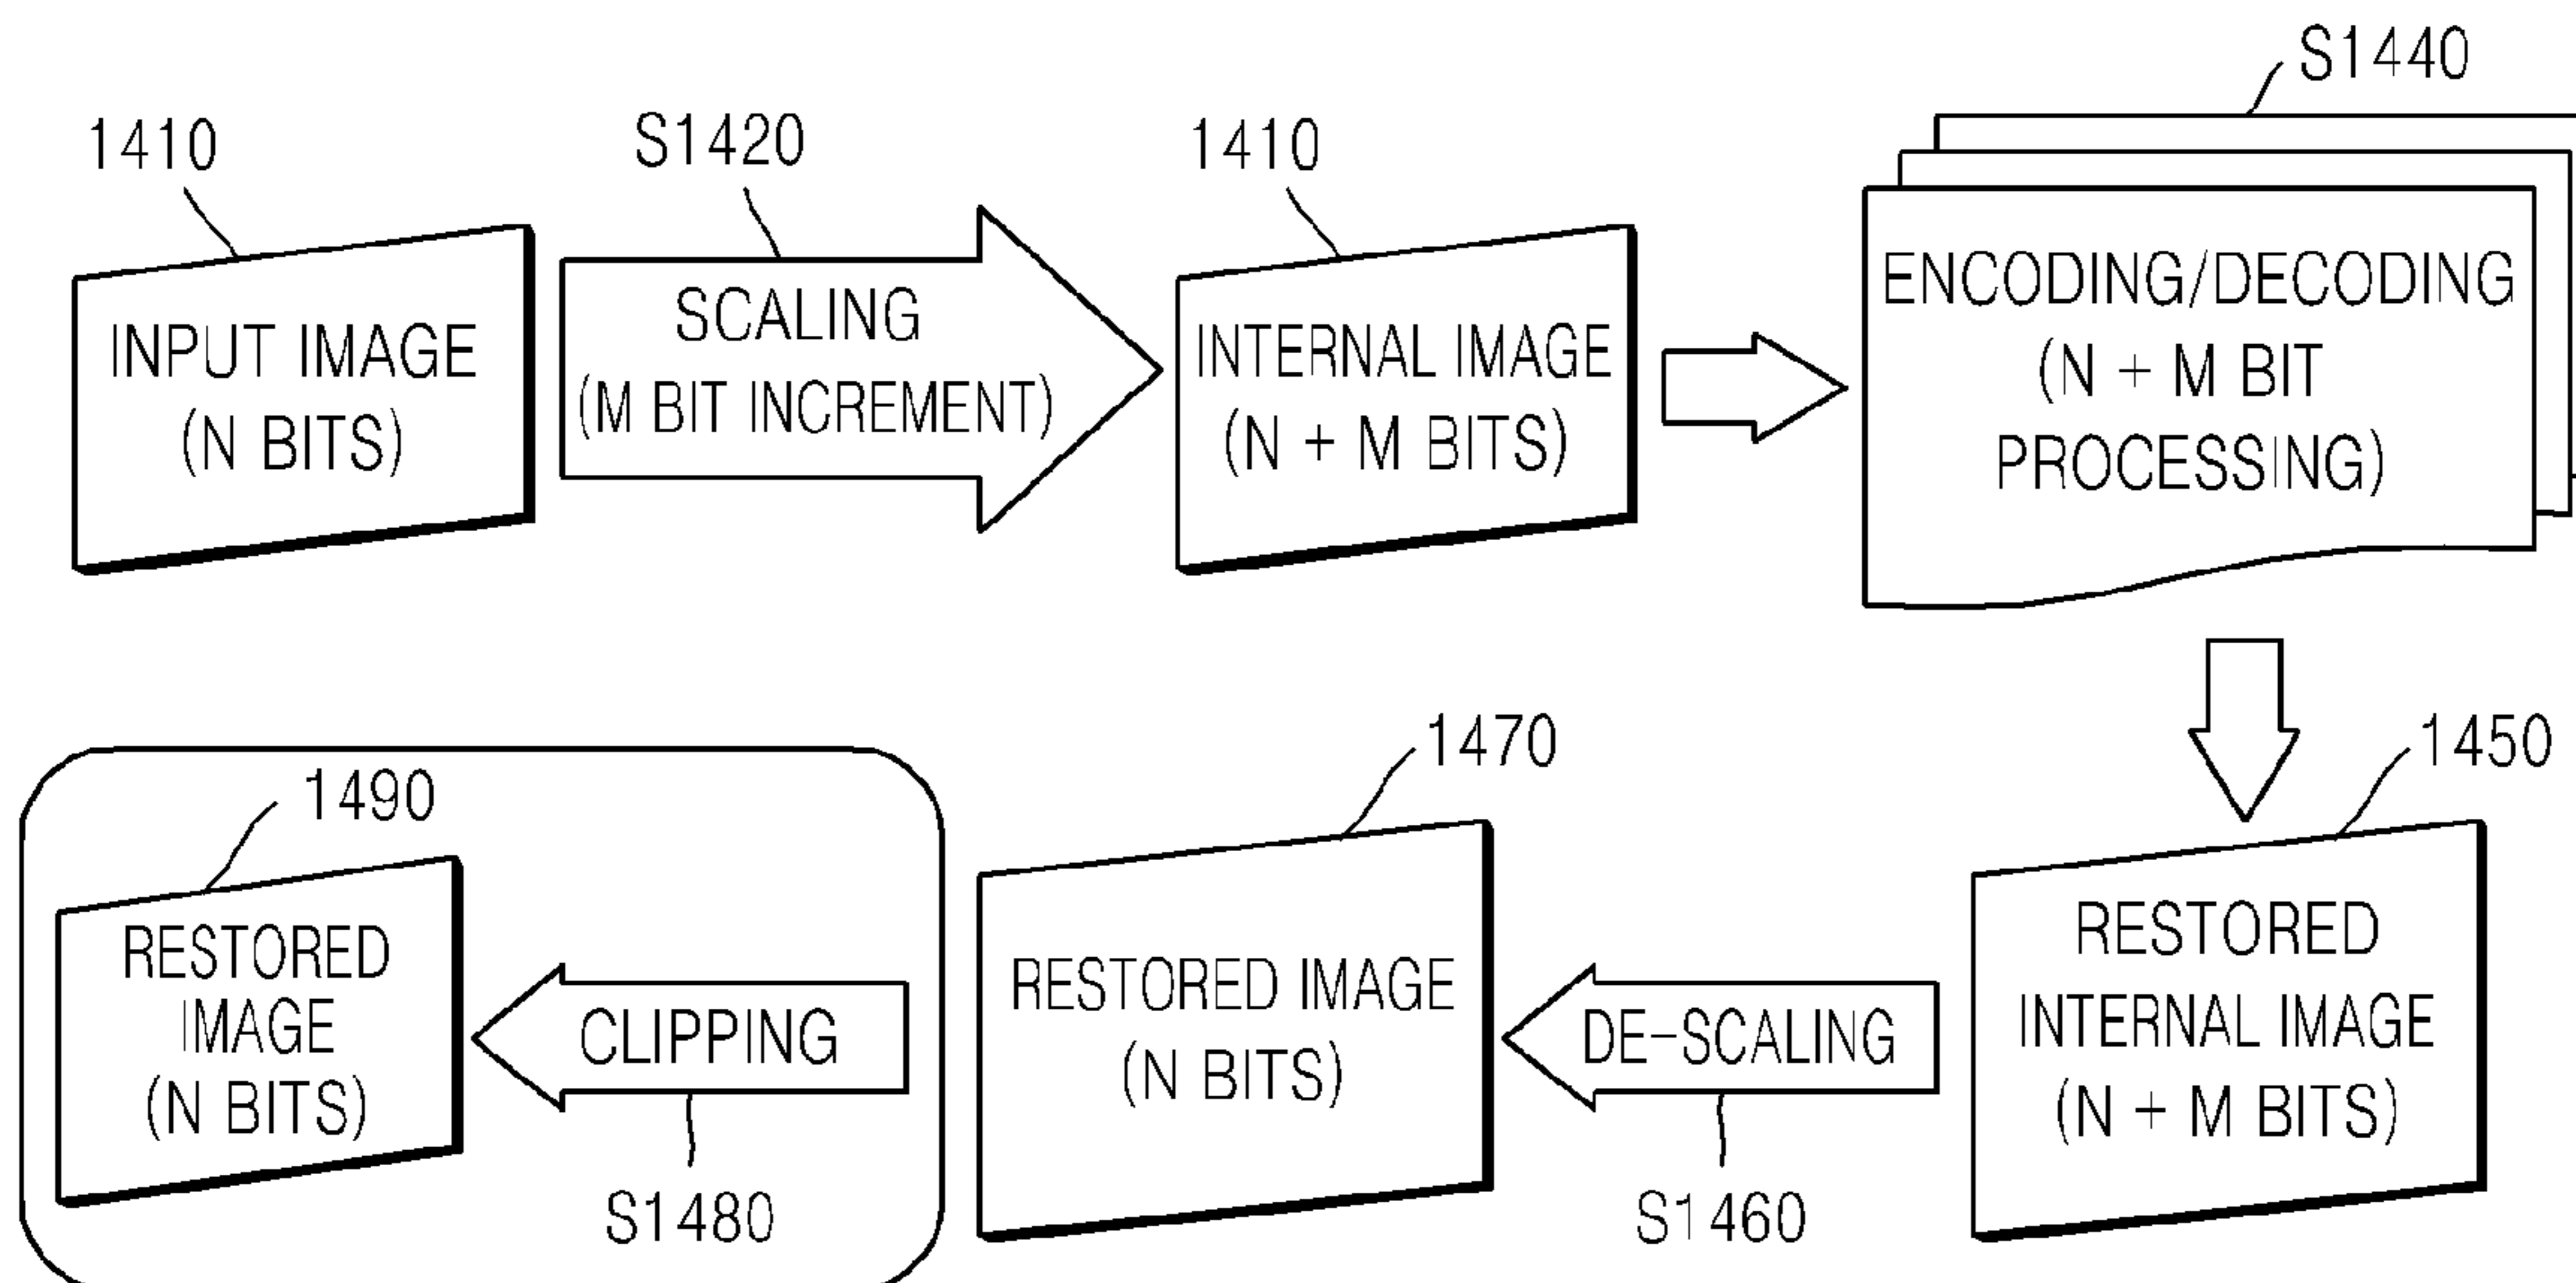 S1440
1410
S1420
1410
INPUT IMAGE
(N BITS)
SCALING
(M BIT INCREMENT)
INTERNAL IMAGE
(N + M BITS)
ENCODING/DECODING
(N + M BIT
PROCESSING)
1490
RESTORED
IMAGE
(N BITS)
CLIPPING
S1480
1470
RESTORED IMAGE
(N BITS)
DE-SCALING
S1460
1450
RESTORED
INTERNAL IMAGE
(N + M BITS)